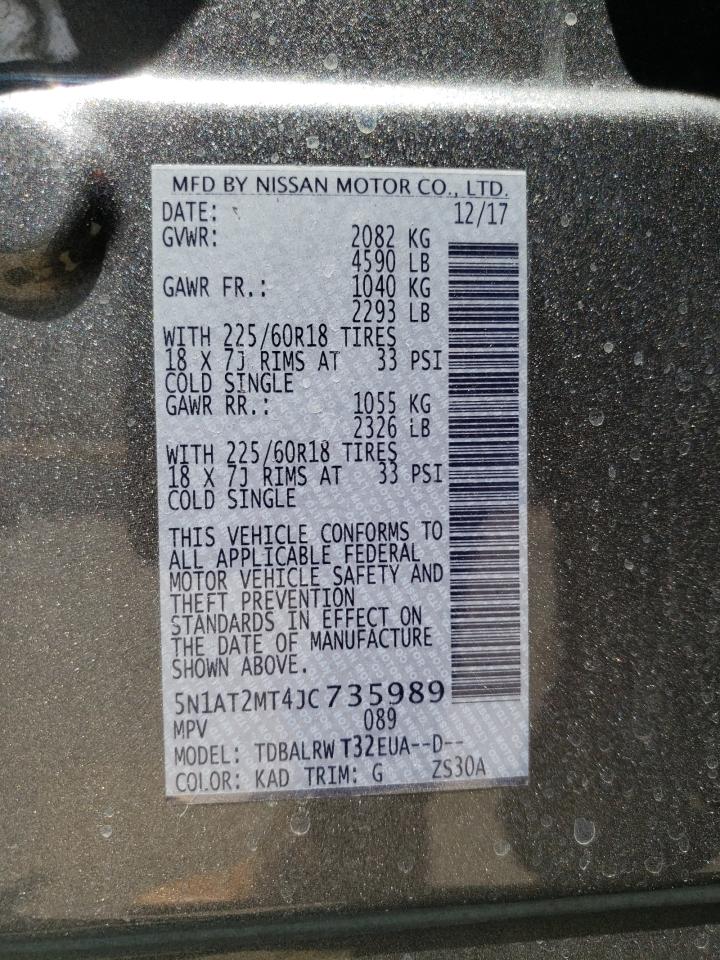 MFD BY NISSAN MOTOR CO., LTD.
DATE: 12/17
GVWR: 2082 KG
4590 LB
GAWR FR.: 1040 KG
2293 LB
WITH 225/60R18 TIRES
18 X 7J RIMS AT 33 PSI
COLD SINGLE
GAWR RR.: 1055 KG
2326 LB
WITH 225/60R18 TIRES
18 X 7J RIMS AT 33 PSI
COLD SINGLE
THIS VEHICLE CONFORMS TO
ALL APPLICABLE FEDERAL
MOTOR VEHICLE SAFETY AND
THEFT PREVENTION
STANDARDS IN EFFECT ON
THE DATE OF MANUFACTURE
SHOWN ABOVE.
5N1AT2MT4JC735989
MPV 089
MODEL: TDBALRW T32EUA--D--
COLOR: KAD TRIM: G ZS30A